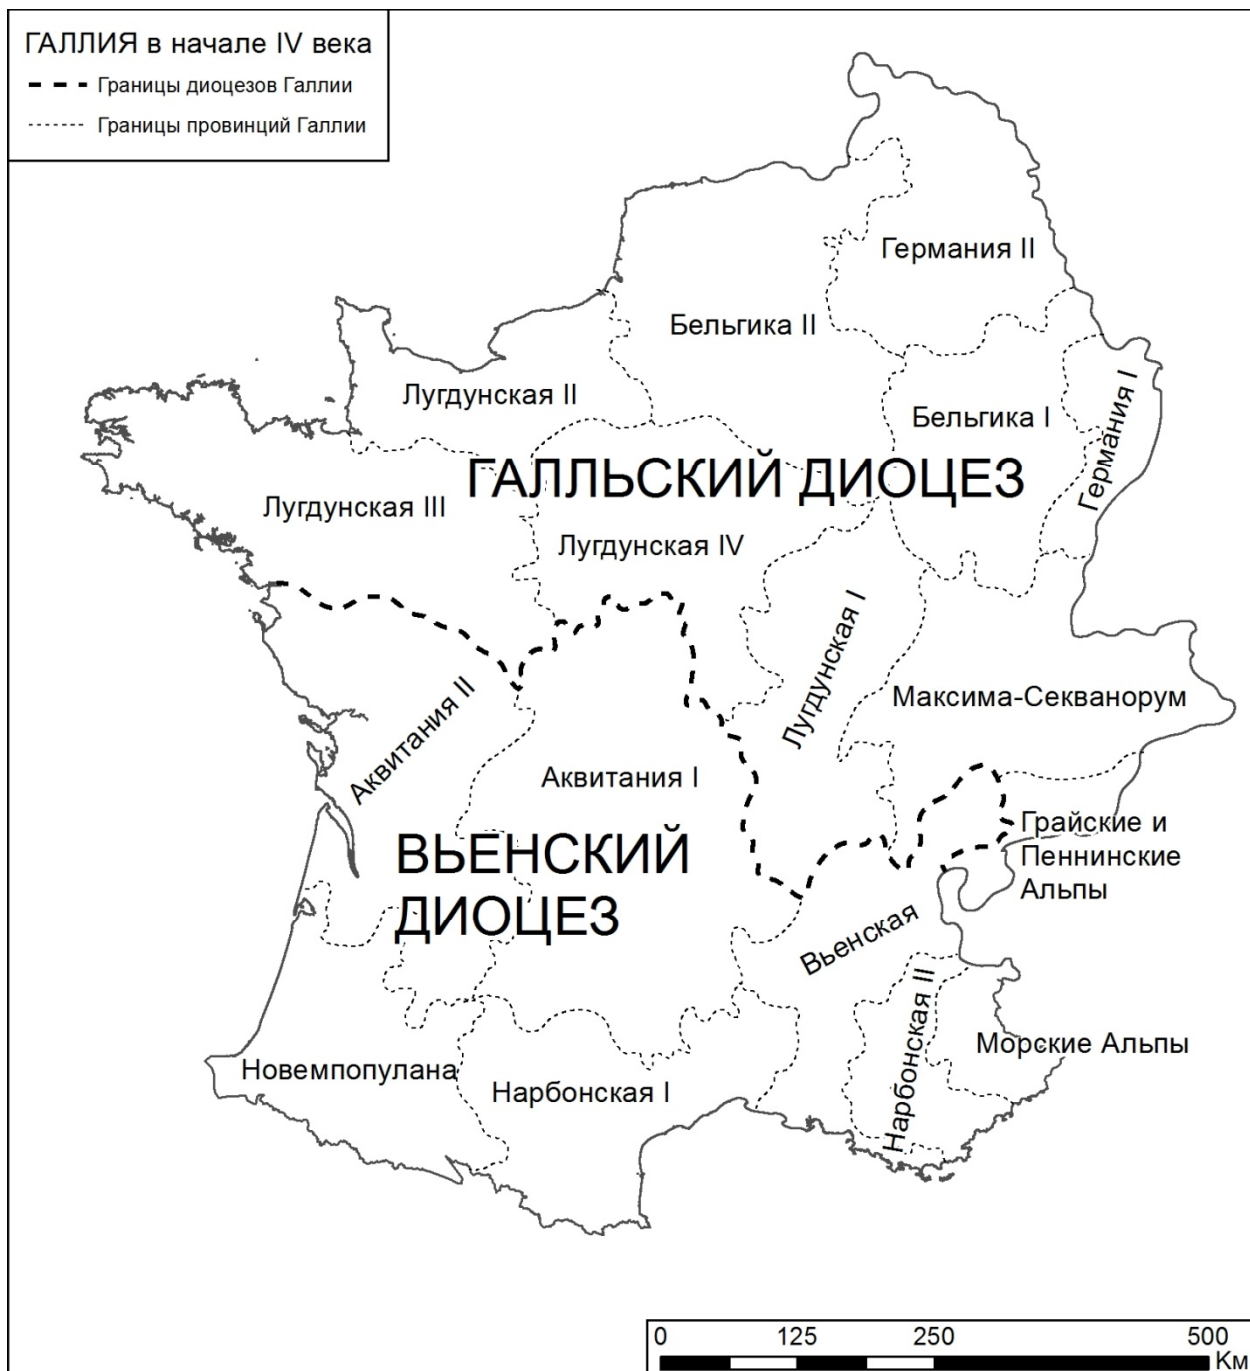 ГАЛЛИЯ в начале IV века
Границы диоцезов Галлии
Границы провинций Галлии
Германия II
Бельгика II
Лугдунская II
Бельгика I
Германия I
ГАЛЛЬСКИЙ ДИОЦЕЗ
Лугдунская III
Лугдунская IV
Лугдунская I
Максима-Секванорум
Аквитания II
Аквитания I
Грайские и
Пеннинские
Альпы
ВЬЕНСКИЙ
ДИОЦЕЗ
Вьенская
Нарбонская II
Морские Альпы
Новемпопулана
Нарбонская I
0 125 250 500
Км